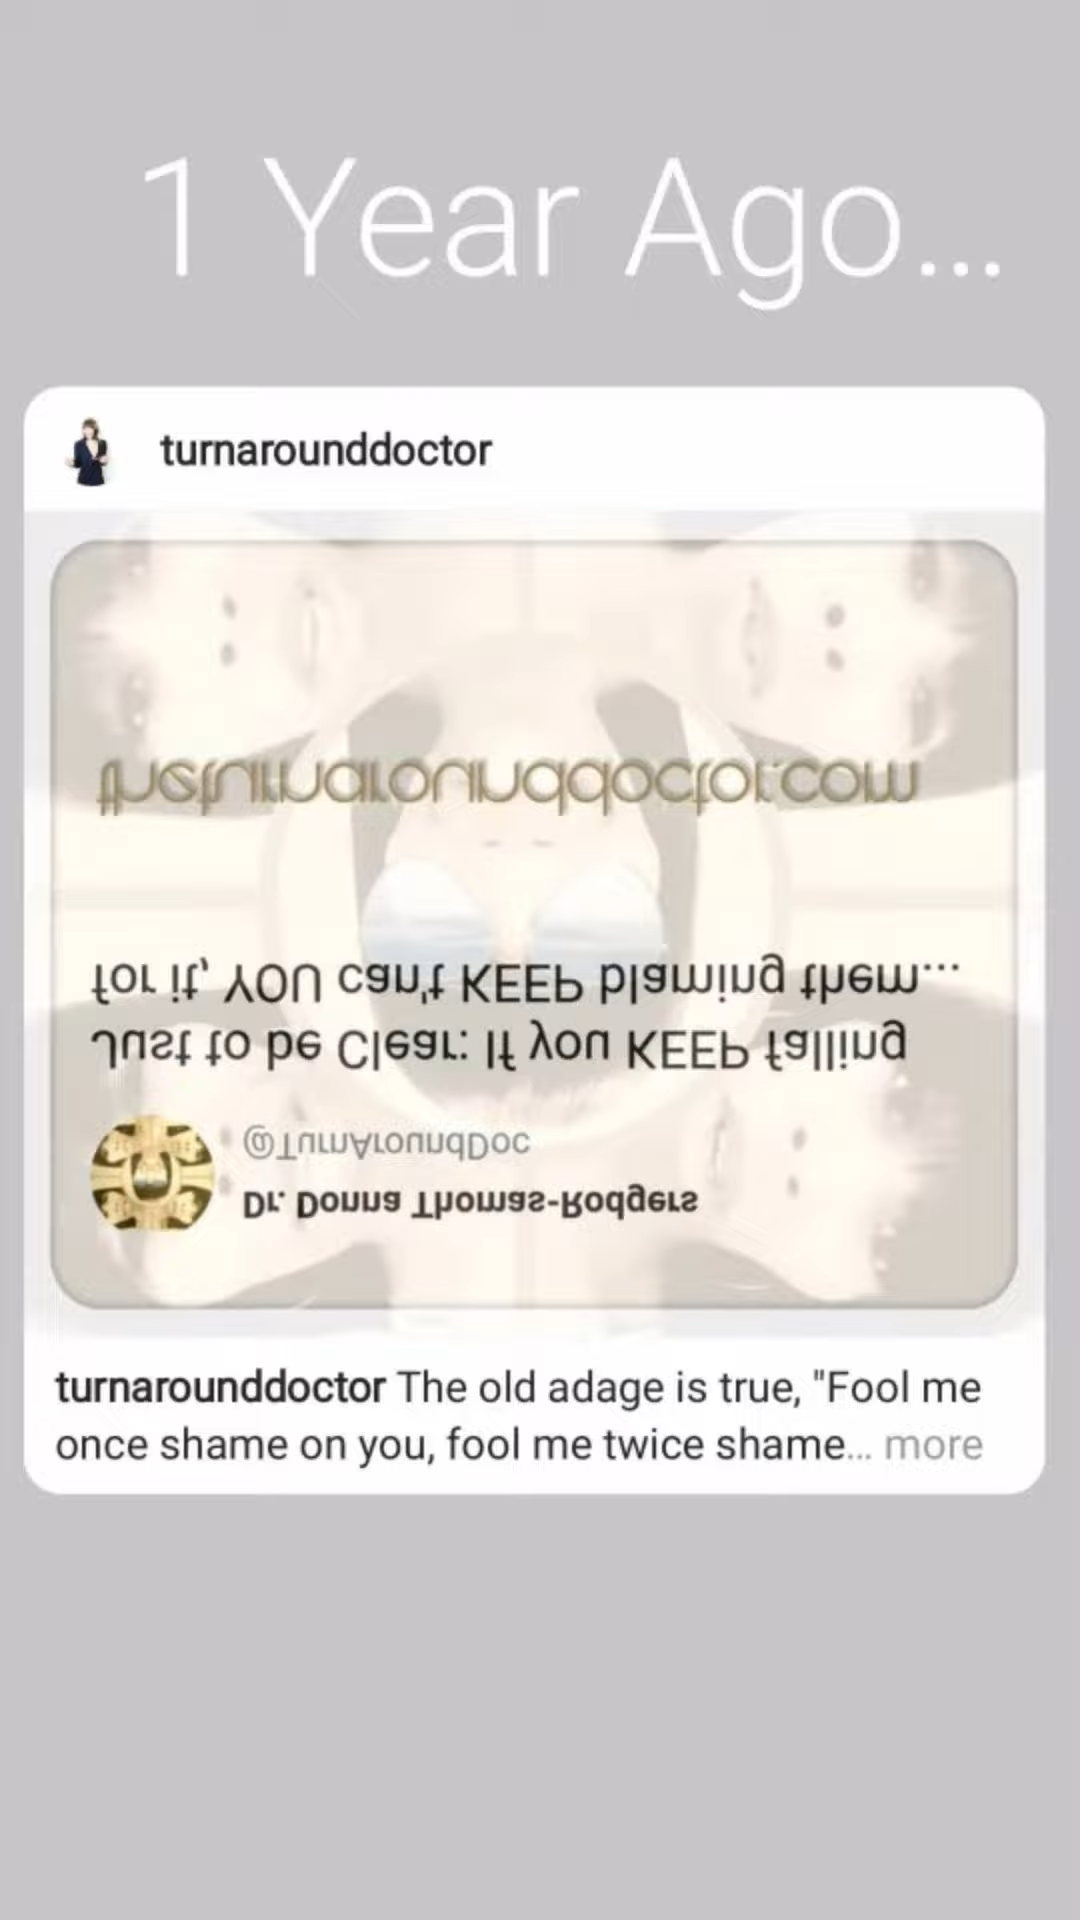 1 Year Ago...
turnarounddoctor
Dr. Donna Thomas-Rodgers
@TurnAroundDoc
Just to be Clear: If you KEEP falling
for it, YOU can't KEEP blaming them...
theturnarounddoctor.com
turnarounddoctor The old adage is true, "Fool me
once shame on you, fool me twice shame... more